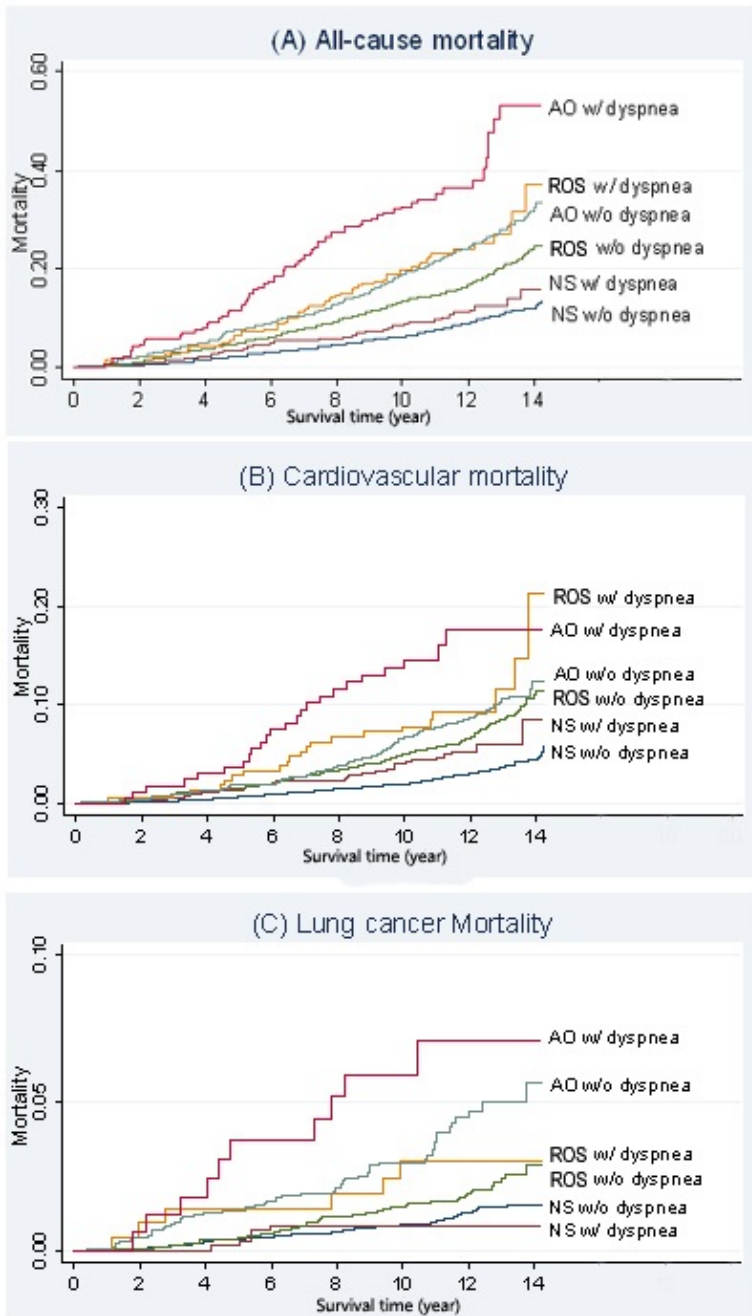 (A) All-cause mortality
0.60
0.40
0.20
0.00
Mortality
AO w/ dyspnea
ROS w/ dyspnea
AO w/o dyspnea
ROS w/o dyspnea
NS w/ dyspnea
NS w/o dyspnea
0 2 4 6 8 10 12 14
Survival time (year)
(B) Cardiovascular mortality
0.30
0.20
0.10
0.00
Mortality
ROS w/ dyspnea
AO w/ dyspnea
AO w/o dyspnea
ROS w/o dyspnea
NS w/ dyspnea
NS w/o dyspnea
0 2 4 6 8 10 12 14
Survival time (year)
(C) Lung cancer Mortality
0.10
0.05
0.00
Mortality
AO w/ dyspnea
AO w/o dyspnea
ROS w/ dyspnea
ROS w/o dyspnea
NS w/o dyspnea
NS w/ dyspnea
0 2 4 6 8 10 12 14
Survival time (year)